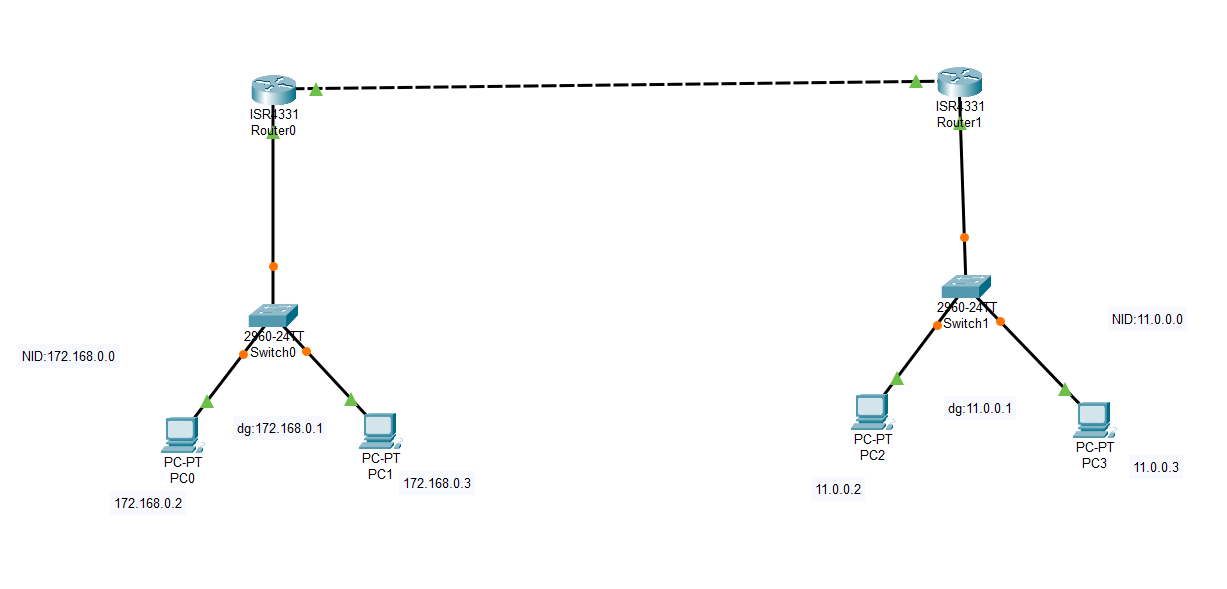 ISR4331
Router0
ISR4331
Router1
2960-24TT
Switch0
2960-24TT
Switch1
NID:11.0.0.0
NID:172.168.0.0
dg:172.168.0.1
dg:11.0.0.1
PC-PT
PC0
PC-PT
PC1
PC-PT
PC2
PC-PT
PC3
172.168.0.2
172.168.0.3
11.0.0.2
11.0.0.3